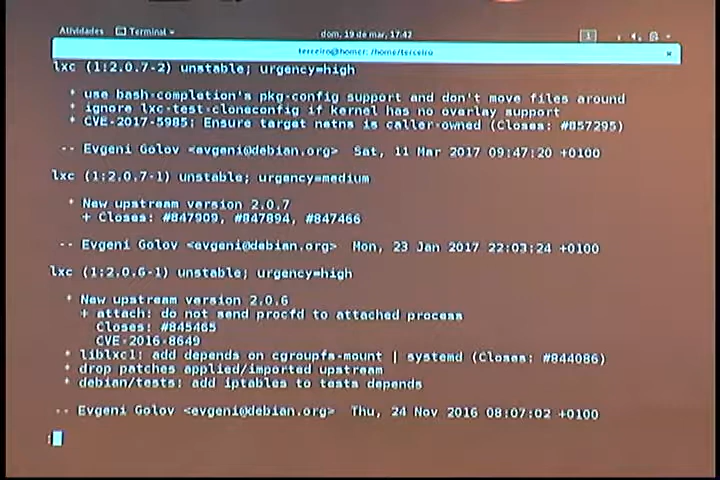 Atividades Terminal dom, 19 de mar, 17:42 1
terceiro@homer: /home/terceiro
lxc (1:2.0.7-2) unstable; urgency=high
* use bash-completion's pkg-config support and don't move files around
* ignore lxc-test-cloneconfig if kernel has no overlay support
* CVE-2017-5985: Ensure target netns is caller-owned (Closes: #857295)
-- Evgeni Golov <evgeni@debian.org>  Sat, 11 Mar 2017 09:47:20 +0100
lxc (1:2.0.7-1) unstable; urgency=medium
* New upstream version 2.0.7
+ Closes: #847909, #847894, #847466
-- Evgeni Golov <evgeni@debian.org>  Mon, 23 Jan 2017 22:03:24 +0100
lxc (1:2.0.6-1) unstable; urgency=high
* New upstream version 2.0.6
+ attach: do not send procfd to attached process
Closes: #845465
CVE-2016-8649
* liblxc1: add depends on cgroupfs-mount | systemd (Closes: #844086)
* drop patches applied/imported upstream
* debian/tests: add iptables to tests depends
-- Evgeni Golov <evgeni@debian.org>  Thu, 24 Nov 2016 08:07:02 +0100
: